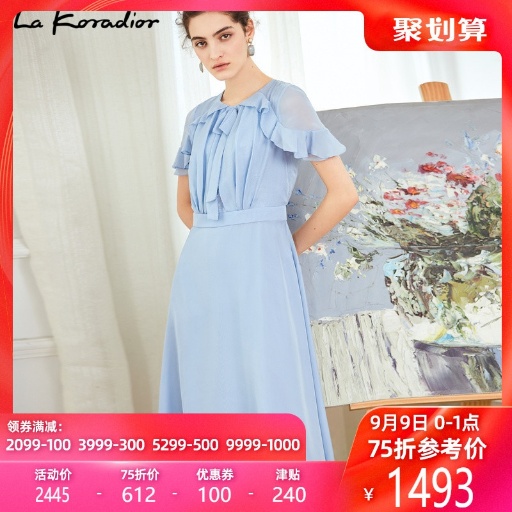 La Koradior
聚划算
领券满减:
2099-100 3999-300 5299-500 9999-1000
9月9日 0-1点
75折参考价
¥1493
活动价 75折价 优惠券 津贴
2445 - 612 - 100 - 240